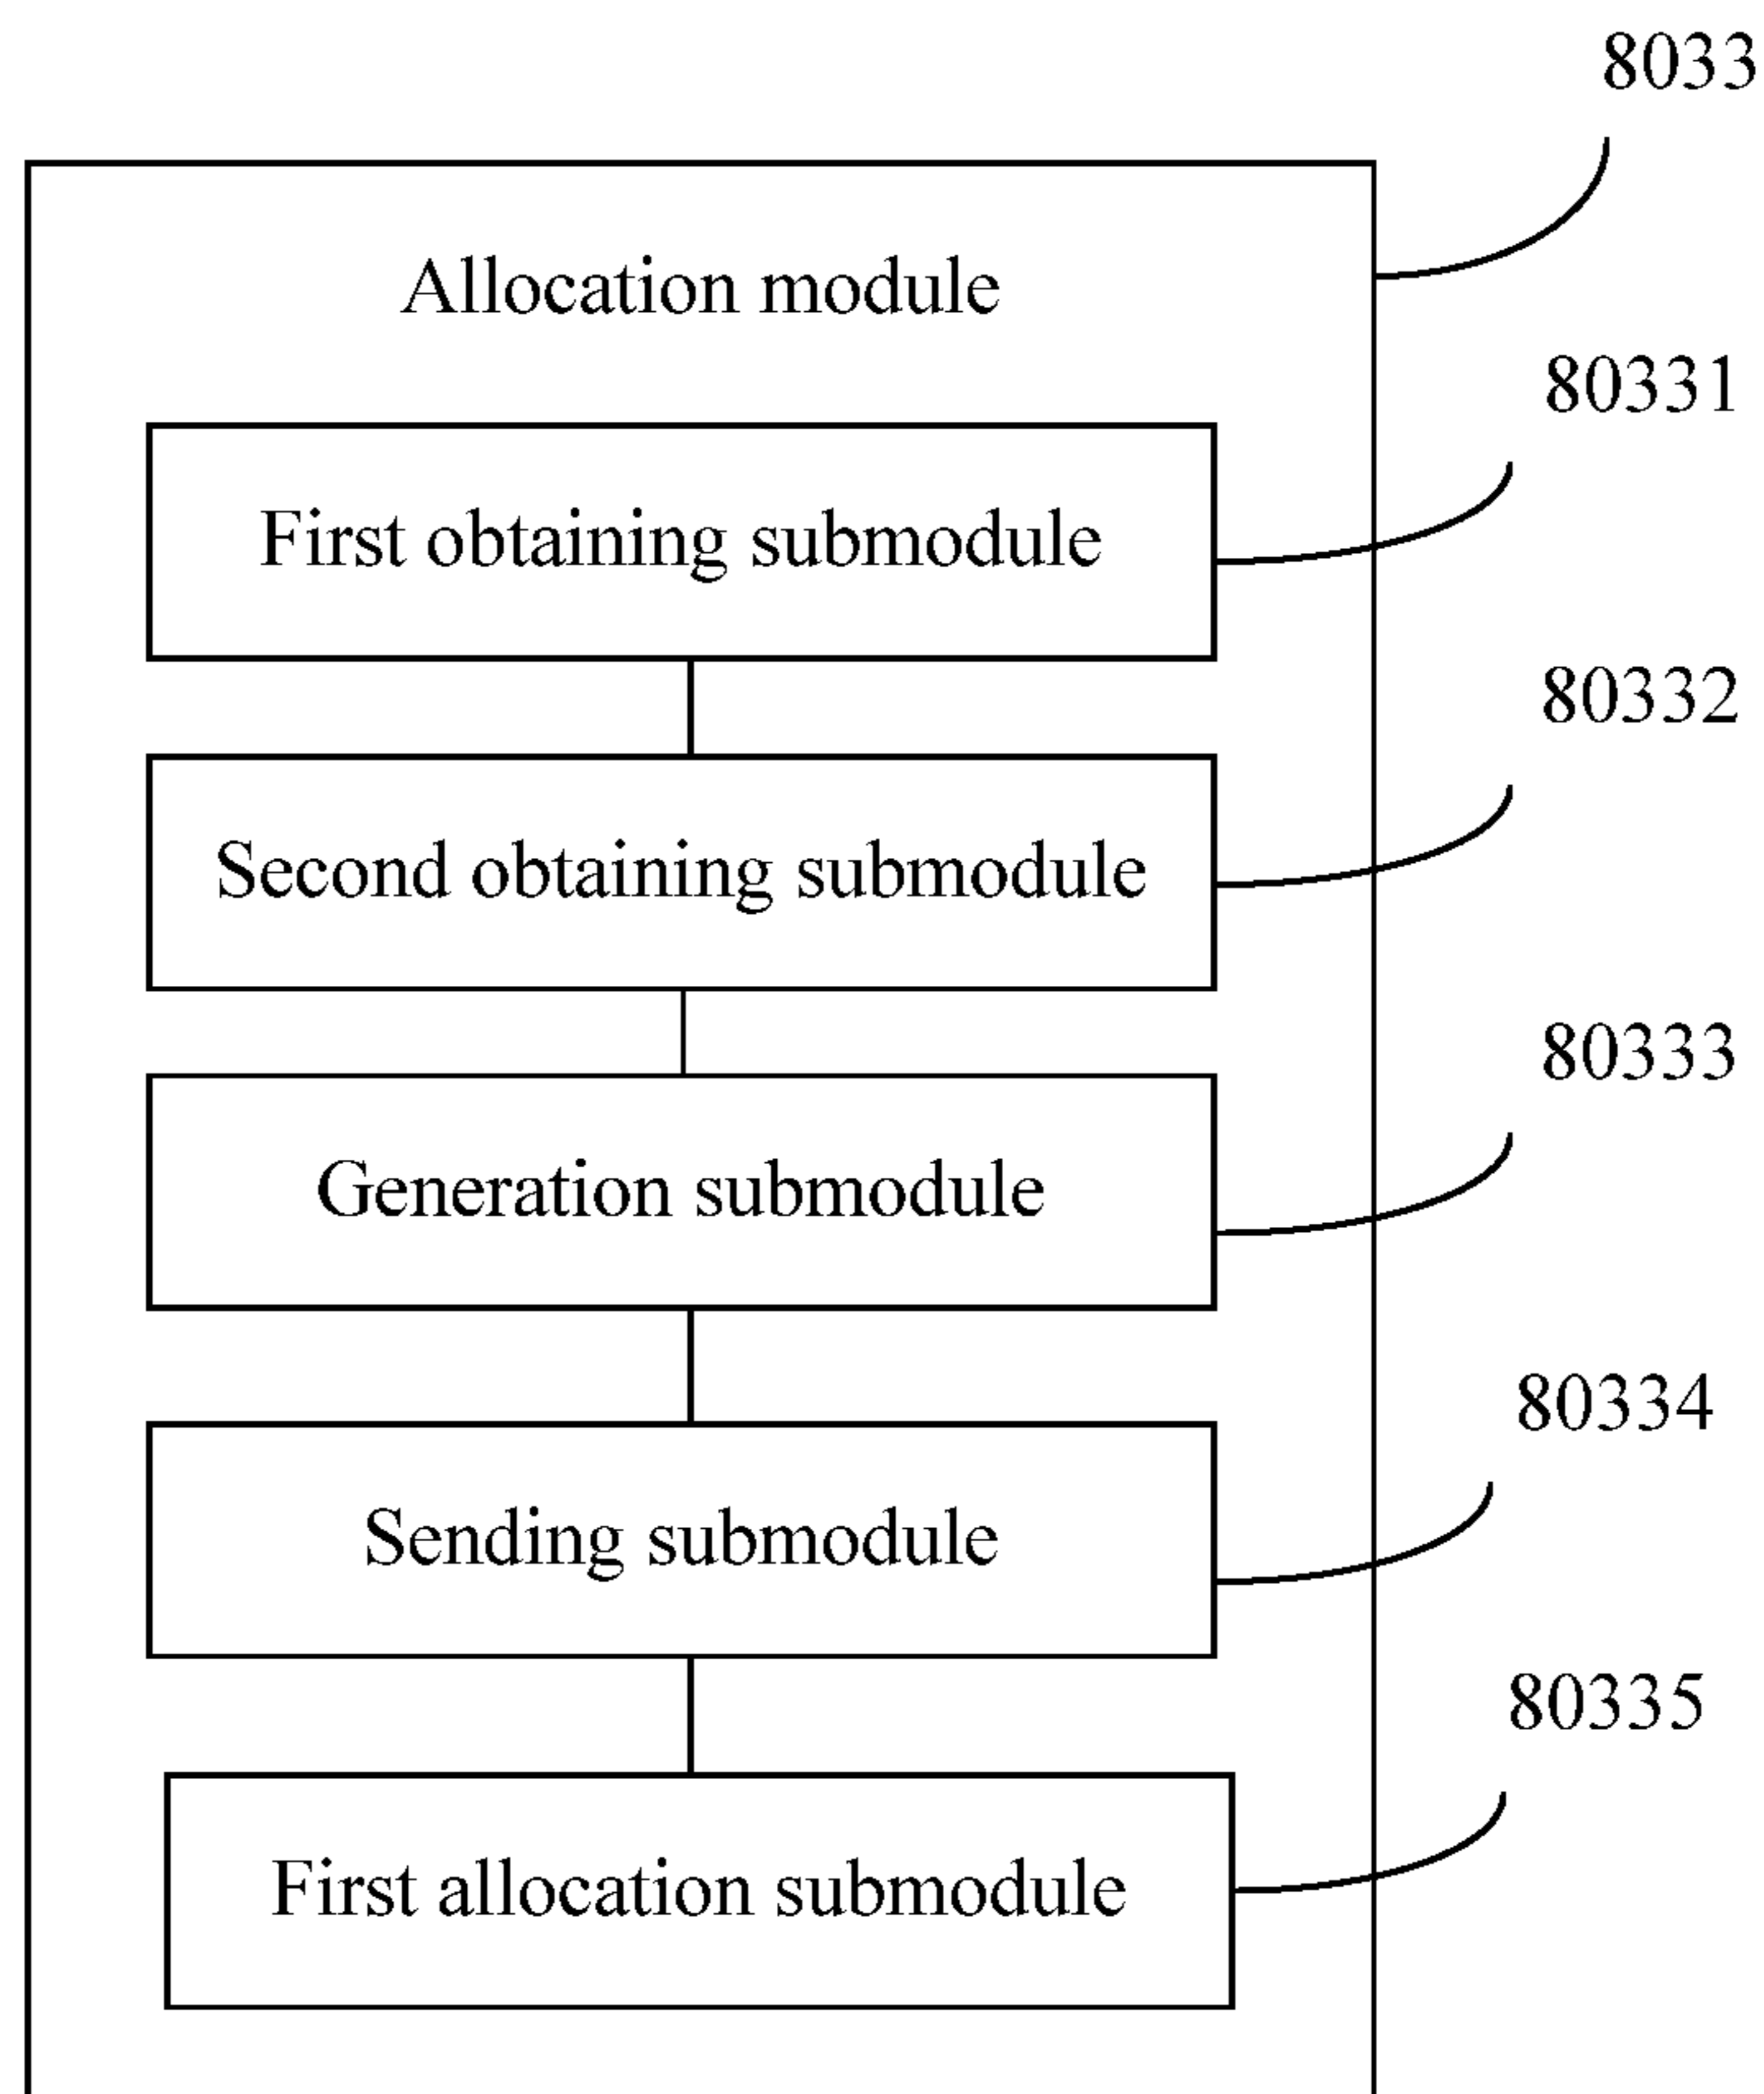 8033
Allocation module
80331
First obtaining submodule
80332
Second obtaining submodule
80333
Generation submodule
80334
Sending submodule
80335
First allocation submodule